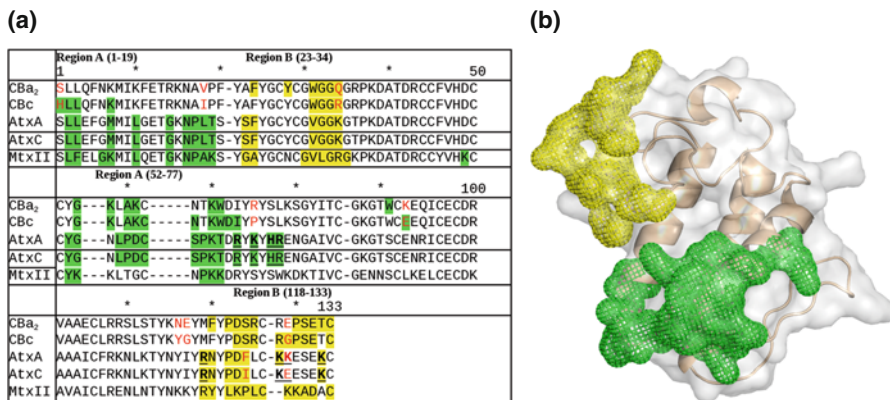 (a)
(b)
Region A (1-19) * * Region B (23-34) * *
1 50
CBa2 SLLQFNKMIKFETRKNAVPF-YAFYGCYCGWGGQGRPKDATDRCCFVHDC
CBc HLLQFNKMIKFETRKNAIPF-YAFYGCYCGWGGRGRPKDATDRCCFVHDC
AtxA SLLEFGMMILGETGKNPLTS-YSFYGCYCGVGGKGTPKDATDRCCFVHDC
AtxC SLLEFGMMILGETGKNPLTS-YSFYGCYCGVGGKGTPKDATDRCCFVHDC
MtxII SLFELGKMILQETGKNPAKS-YGAYGCNCGVLGRGKPKDATDRCCYVHKC
Region A (52-77)
* * * * 100
CBa2 CYG---KLAKC-----NTKWDIYRYSLKSGYITC-GKGTWCKEQICECDR
CBc CYG---KLAKC-----NTKWDIYPYSLKSGYITC-GKGTWCEEQICECDR
AtxA CYG---NLPDC-----SPKTDRYKYHRENGAIVC-GKGTSCENRICECDR
AtxC CYG---NLPDC-----SPKTDRYKYHRENGAIVC-GKGTSCENRICECDR
MtxII CYK---KLTGC-----NPKKDRYSYSWKDKTIVC-GENNSCLKELCECDK
Region B (118-133)
* * * 133
CBa2 VAAECLRRSLSTYKNEYMFYPDSRC-REPSETC
CBc VAAECLRRSLSTYKYGYMFYPDSRC-RGPSETC
AtxA AAAICFRKNLKTYNYIYRNYPDFLC-KKESEKC
AtxC AAAICFRKNLKTYNYIYRNYPDILC-KEESEKC
MtxII AVAICLRENLNTYNKKYRYYLKPLC--KKADAC